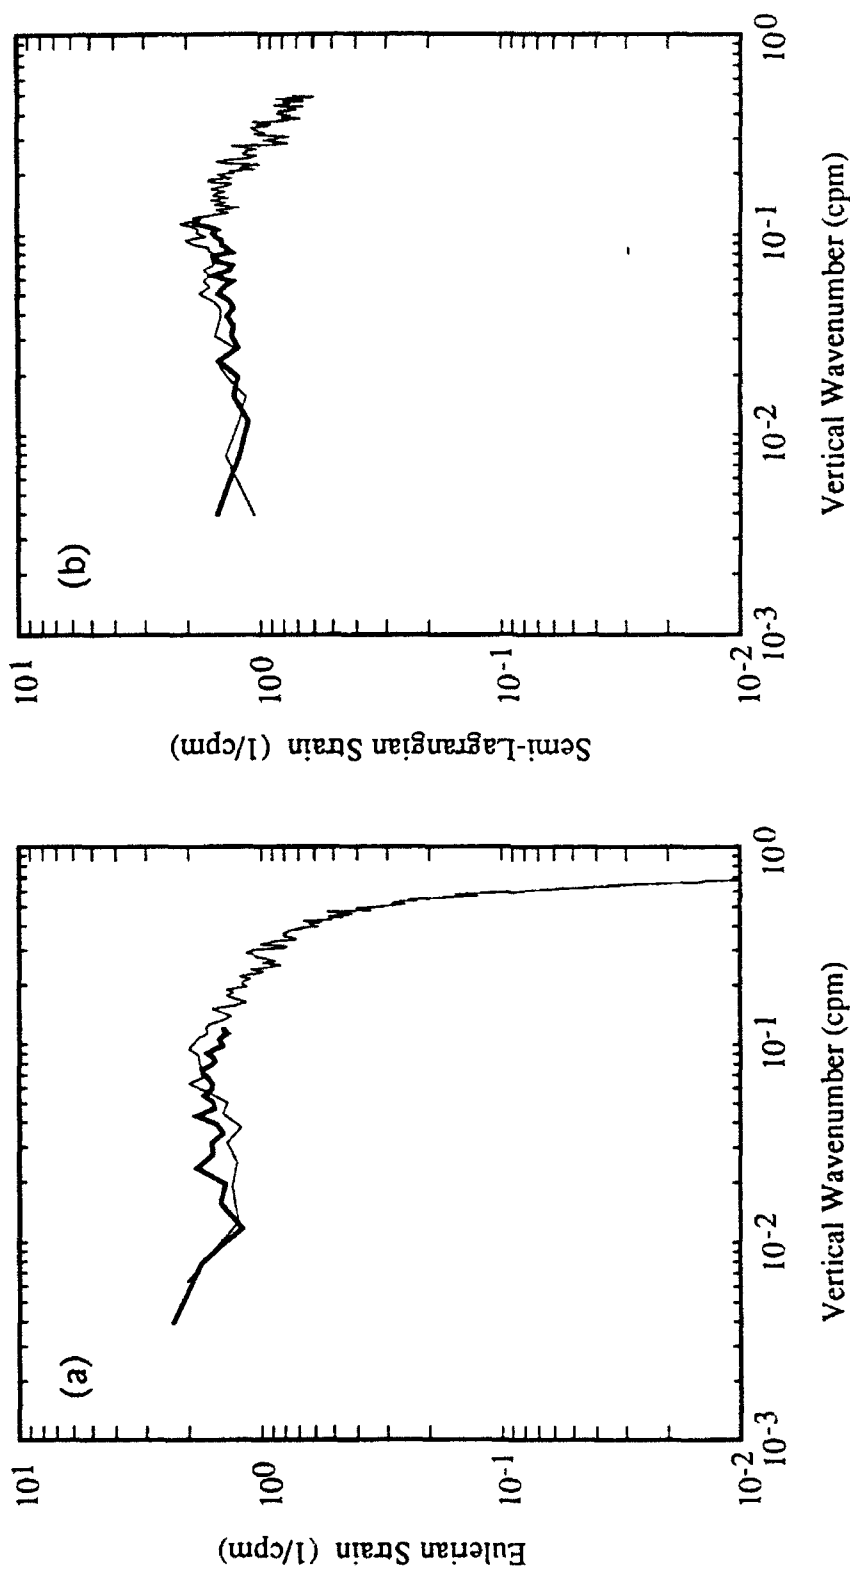 (a)
10¹
10⁰
10⁻¹
10⁻²
Eulerian Strain (1/cpm)
10⁻³
10⁻²
10⁻¹
10⁰
Vertical Wavenumber (cpm)
(b)
10¹
10⁰
10⁻¹
10⁻²
Semi-Lagrangian Strain (1/cpm)
10⁻³
10⁻²
10⁻¹
10⁰
Vertical Wavenumber (cpm)